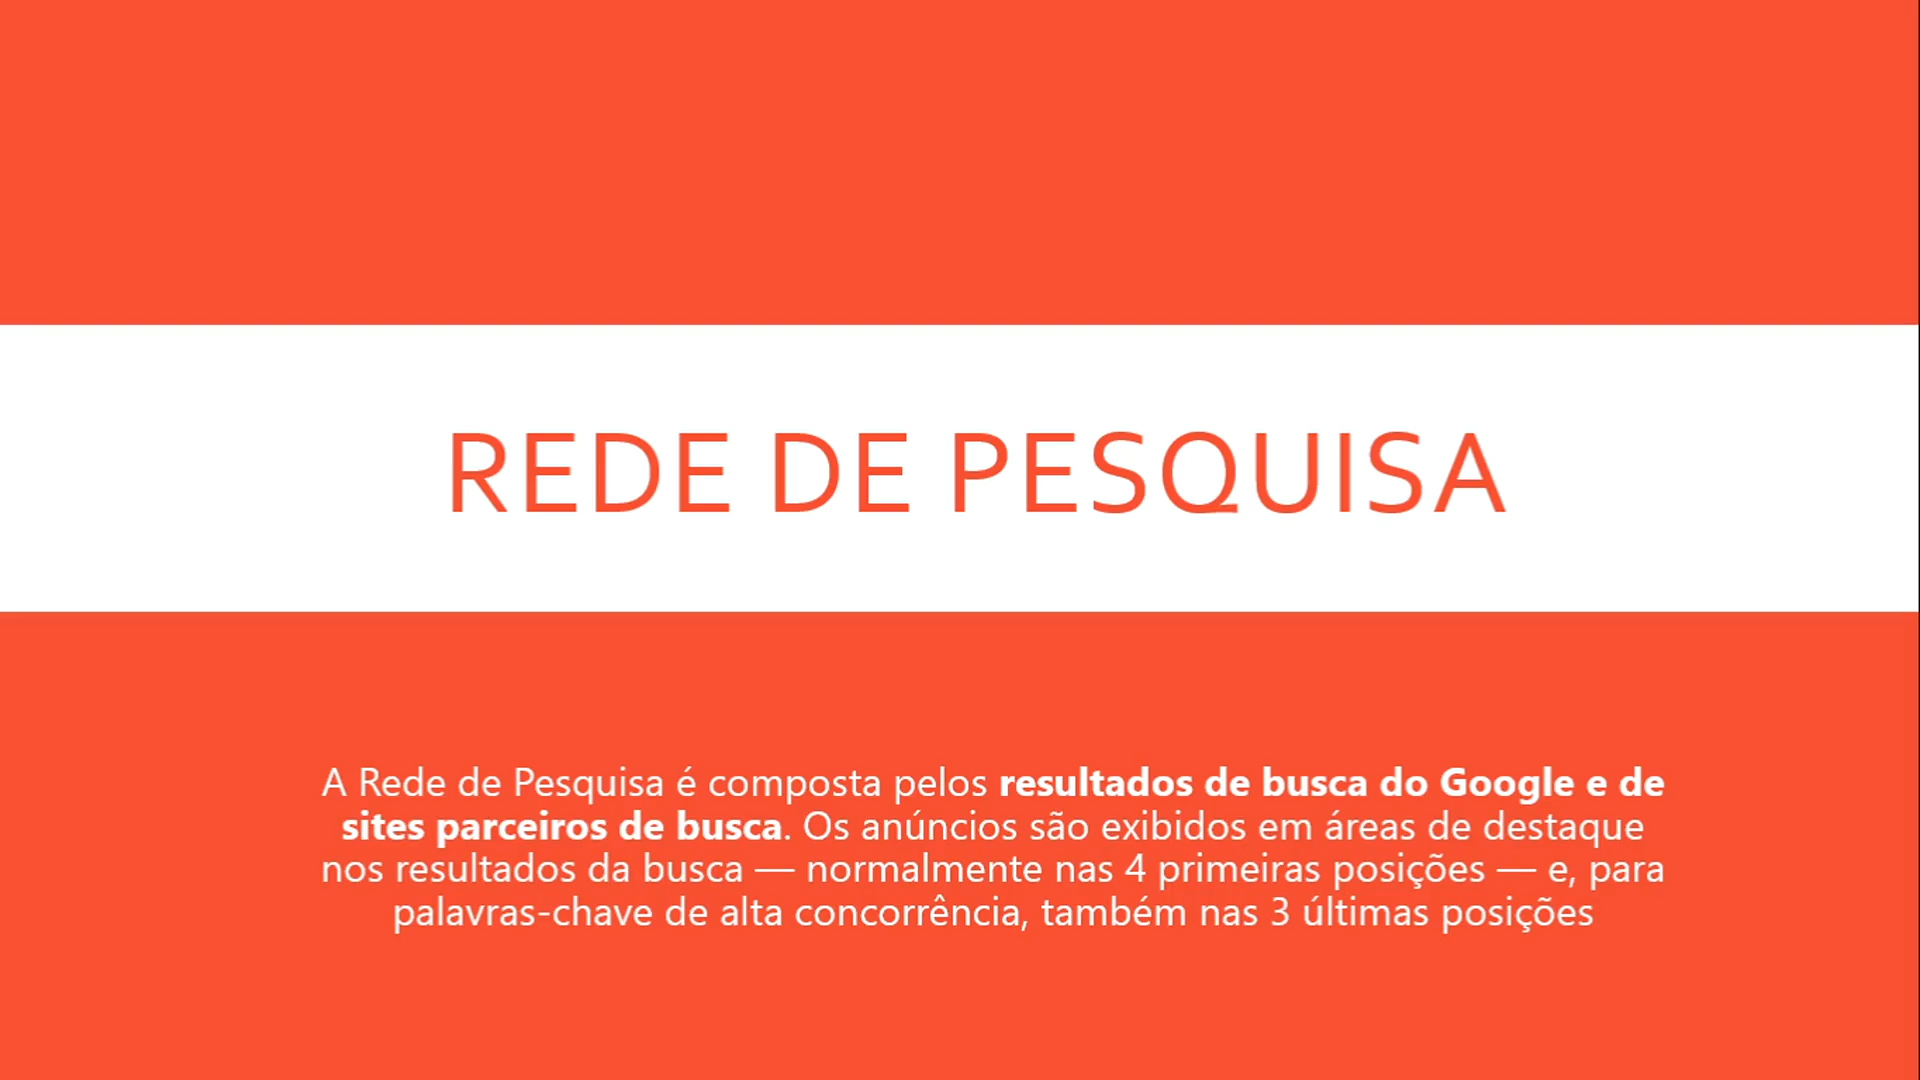 REDE DE PESQUISA
A Rede de Pesquisa é composta pelos resultados de busca do Google e de
sites parceiros de busca. Os anúncios são exibidos em áreas de destaque
nos resultados da busca — normalmente nas 4 primeiras posições — e, para
palavras-chave de alta concorrência, também nas 3 últimas posições